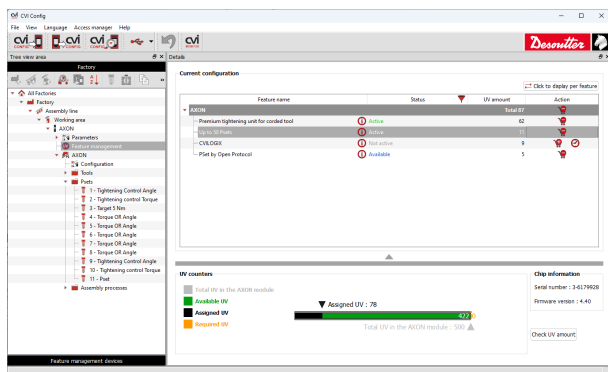 CVI Config
File View Language Access manager Help
cvi CONFIG cvi CONFIG cvi CONFIG cvi MONITOR Desoutter
Tree view area
Details
Factory
All Factories
Factory
Assembly line
Working area
AXON
Parameters
Feature management
AXON
Configuration
Tools
Psets
1 - Tightening Control Angle
2 - Tightening control Torque
3 - Target 5 Nm
4 - Torque OR Angle
5 - Torque OR Angle
6 - Torque OR Angle
7 - Torque OR Angle
8 - Torque OR Angle
9 - Tightening Control Angle
10 - Tightening control Torque
11 - Pset
Assembly processes
Feature management devices
Current configuration
Click to display per feature
Feature name Status UV amount Action
AXON Total 87
Premium tightening unit for corded tool Active 62
Up to 50 Psets Active 11
CVILOGIX Not active 9
PSet by Open Protocol Available 5
UV counters
Total UV in the AXON module
Available UV
Assigned UV
Required UV
Assigned UV : 78
422
Total UV in the AXON module : 500
Chip information
Serial number : 3-6179928
Firmware version : 4.40
Check UV amount